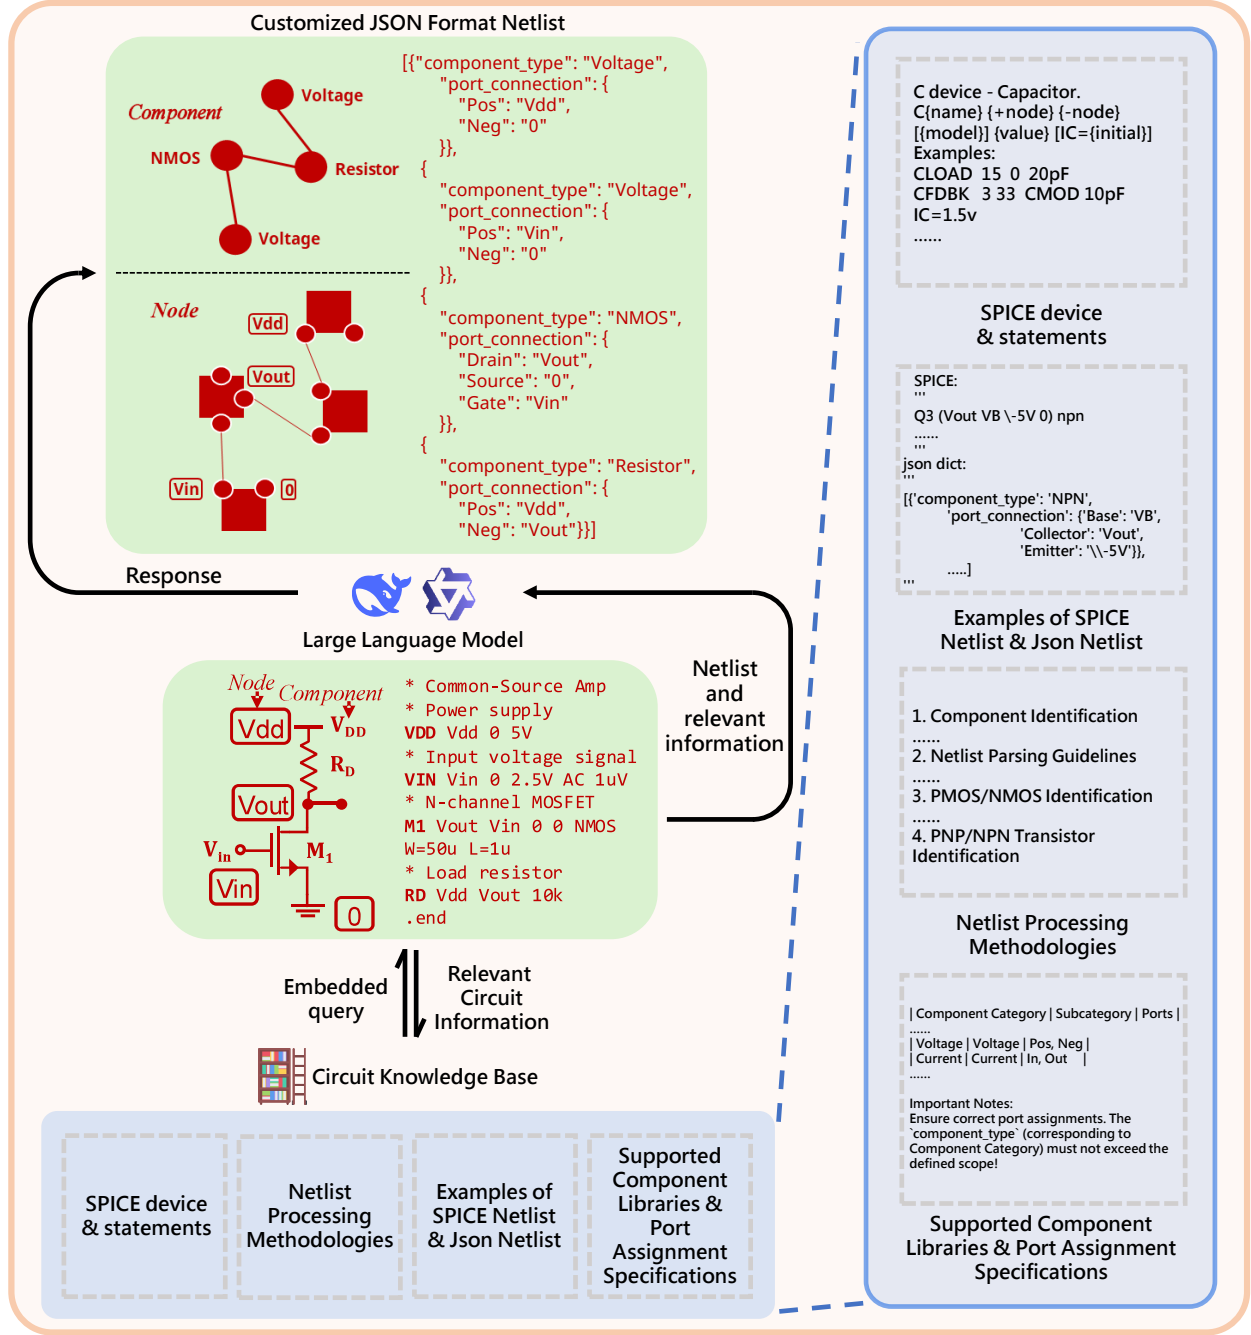 Customized JSON Format Netlist
Component
Voltage
NMOS
Resistor
Voltage
Node
Vdd
Vout
Vin
0
[{"component_type": "Voltage",
"port_connection": {
"Pos": "Vdd",
"Neg": "0"
}},
{
"component_type": "Voltage",
"port_connection": {
"Pos": "Vin",
"Neg": "0"
}},
{
"component_type": "NMOS",
"port_connection": {
"Drain": "Vout",
"Source": "0",
"Gate": "Vin"
}},
{
"component_type": "Resistor",
"port_connection": {
"Pos": "Vdd",
"Neg": "Vout"}}]
Response
Large Language Model
Netlist
and
relevant
information
Node
Component
Vdd
V_DD
R_D
Vout
V_in
M_1
Vin
0
* Common-Source Amp
* Power supply
VDD Vdd 0 5V
* Input voltage signal
VIN Vin 0 2.5V AC 1uV
* N-channel MOSFET
M1 Vout Vin 0 0 NMOS
W=50u L=1u
* Load resistor
RD Vdd Vout 10k
.end
Embedded
query
Relevant
Circuit
Information
Circuit Knowledge Base
SPICE device
& statements
Netlist
Processing
Methodologies
Examples of
SPICE Netlist
& Json Netlist
Supported
Component
Libraries &
Port
Assignment
Specifications
C device - Capacitor.
C{name} {+node} {-node}
[{model}] {value} [IC={initial}]
Examples:
CLOAD 15 0 20pF
CFDBK 3 33 CMOD 10pF
IC=1.5v
......
SPICE device
& statements
SPICE:
'''
Q3 (Vout VB \-5V 0) npn
......
'''
json dict:
'''
[{'component_type': 'NPN',
'port_connection': {'Base': 'VB',
'Collector': 'Vout',
'Emitter': '\\-5V'}},
.....]
'''
Examples of SPICE
Netlist & Json Netlist
1. Component Identification
......
2. Netlist Parsing Guidelines
......
3. PMOS/NMOS Identification
......
4. PNP/NPN Transistor
Identification
Netlist Processing
Methodologies
| Component Category | Subcategory | Ports |
......
| Voltage | Voltage | Pos, Neg |
| Current | Current | In, Out |
......
Important Notes:
Ensure correct port assignments. The
`component_type` (corresponding to
Component Category) must not exceed the
defined scope!
Supported Component
Libraries & Port Assignment
Specifications